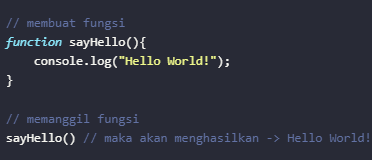 // membuat fungsi
function sayHello(){
    console.log("Hello World!");
}

// memanggil fungsi
sayHello() // maka akan menghasilkan -> Hello World!